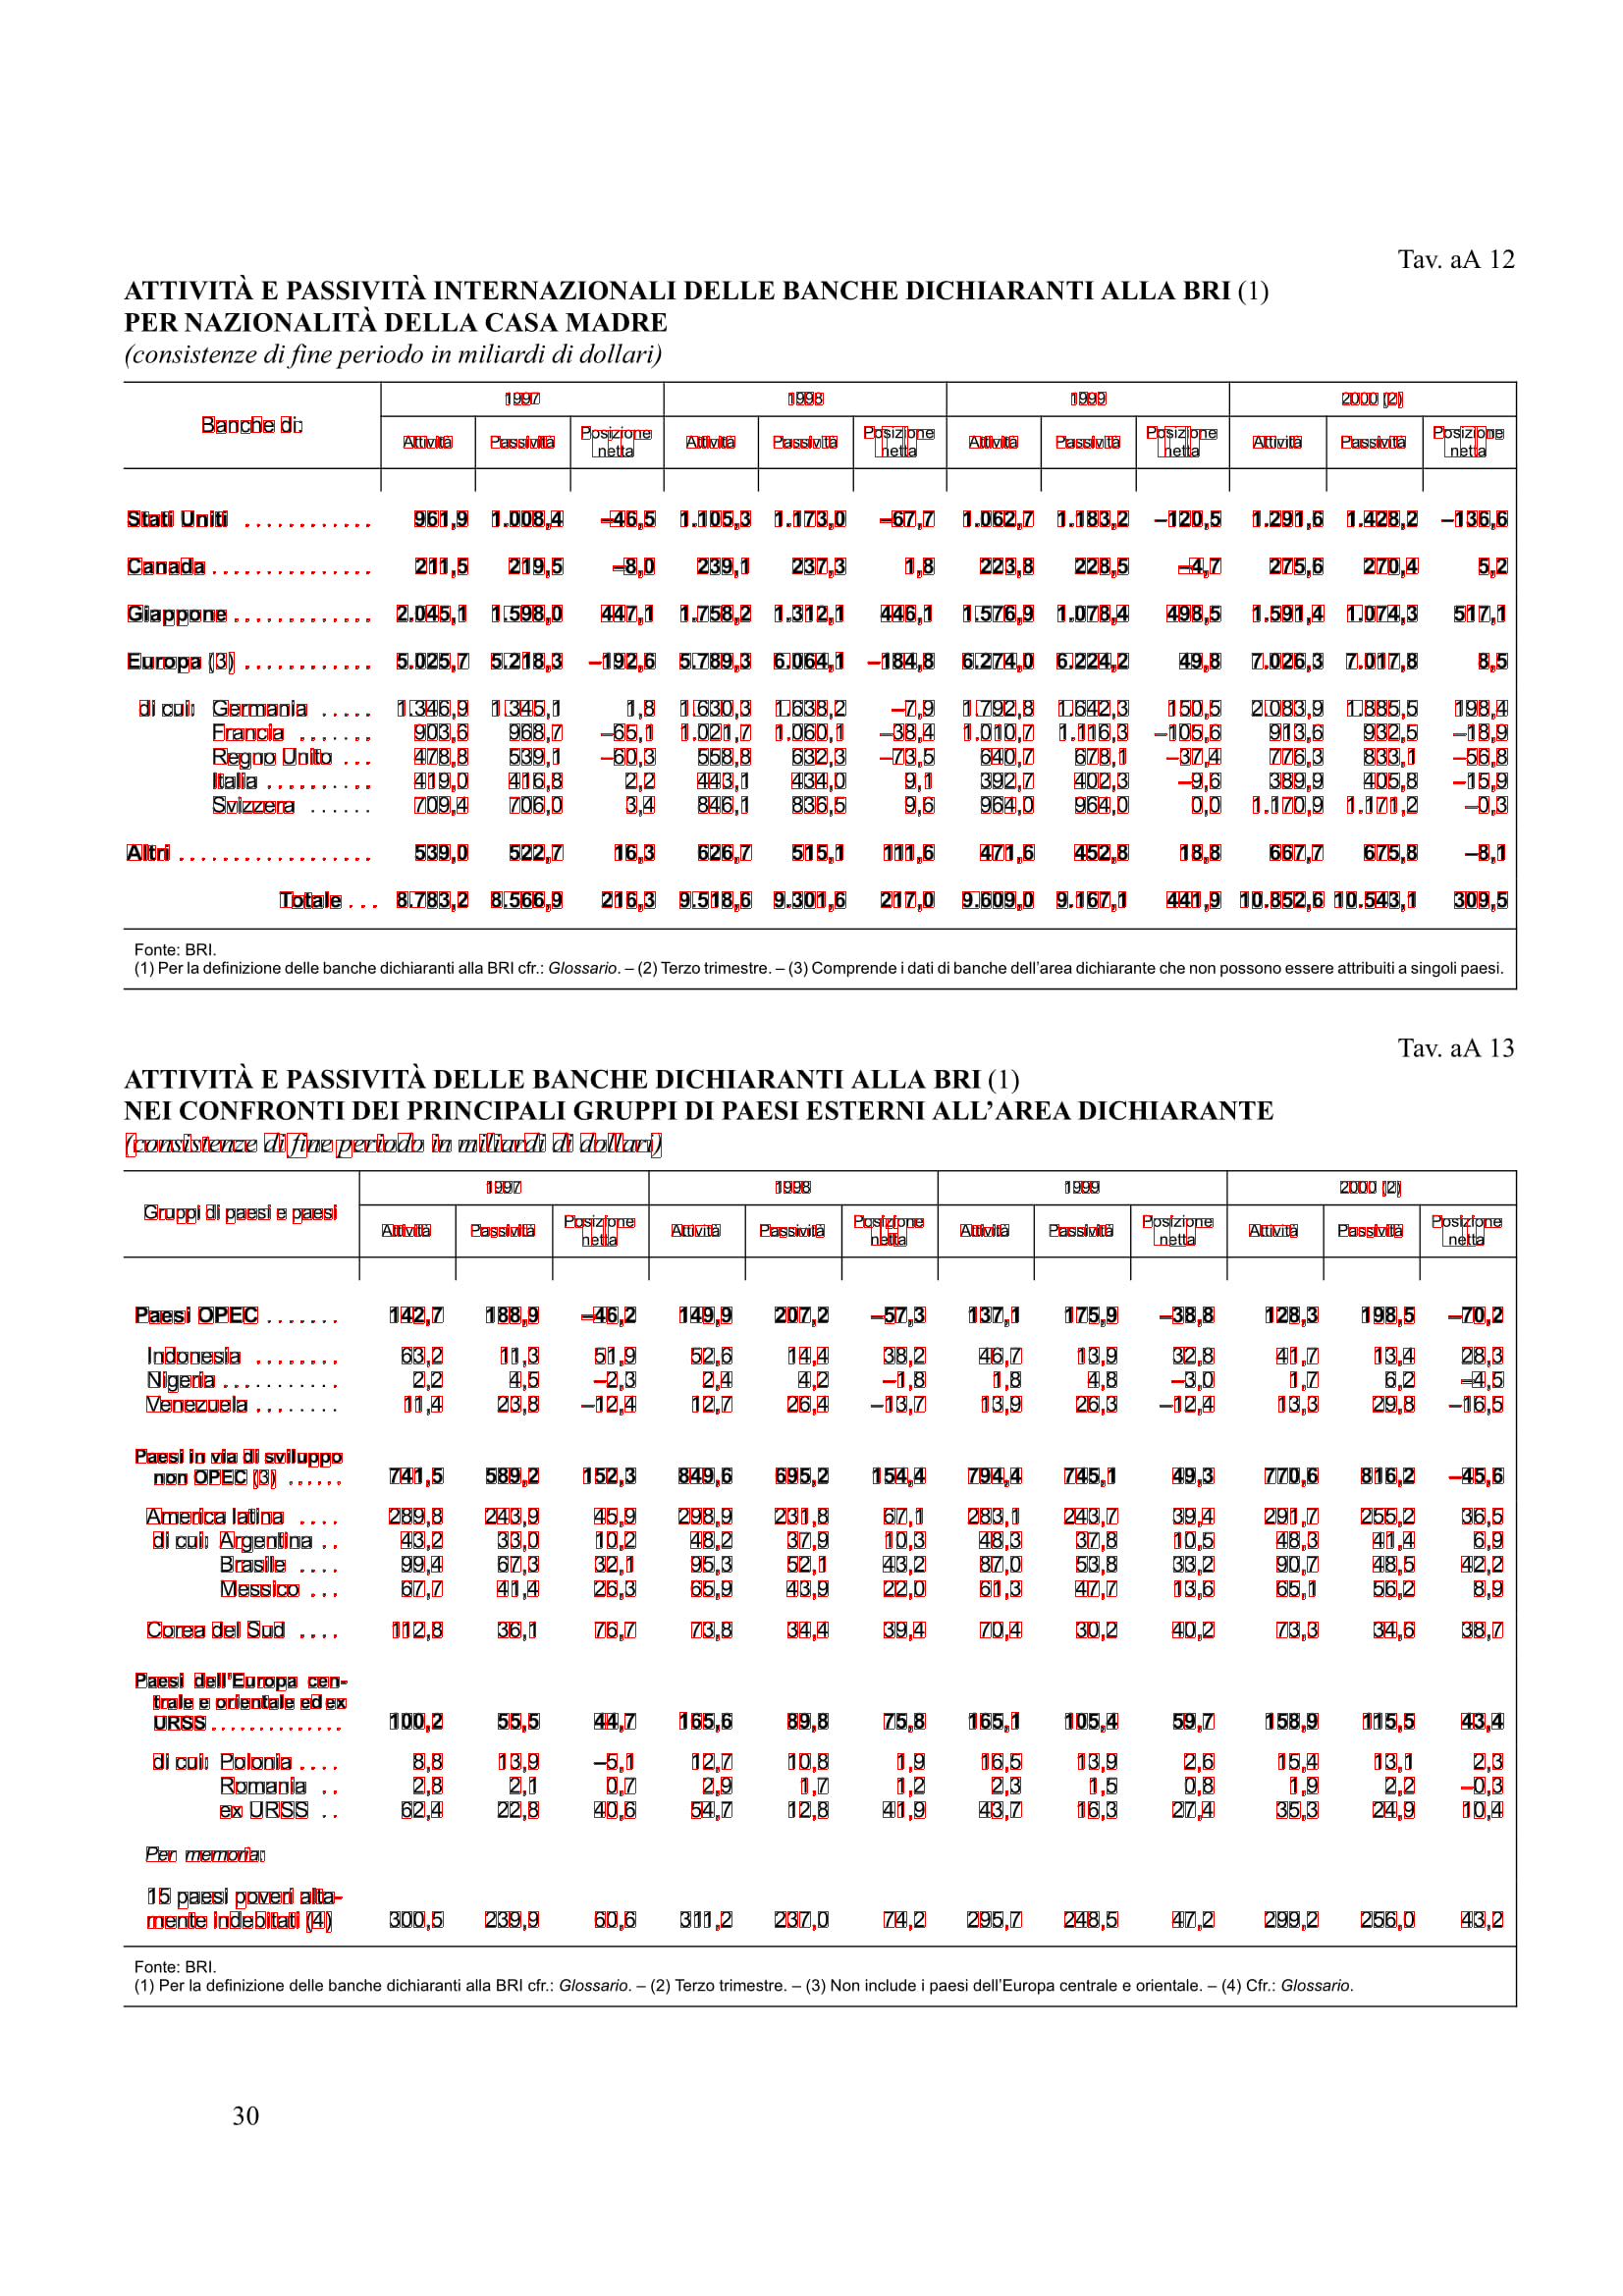 Tav. aA 12
ATTIVITÀ E PASSIVITÀ INTERNAZIONALI DELLE BANCHE DICHIARANTI ALLA BRI (1)
PER NAZIONALITÀ DELLA CASA MADRE
(consistenze di fine periodo in miliardi di dollari)
Banche di: 1997 1998 1999 2000 (2)
Attività Passività Posizione netta Attività Passività Posizione netta Attività Passività Posizione netta Attività Passività Posizione netta
Stati Uniti ............ 961,9 1.008,4 –46,5 1.105,3 1.173,0 –67,7 1.062,7 1.183,2 –120,5 1.291,6 1.428,2 –136,6
Canada ............... 211,5 219,5 –8,0 239,1 237,3 1,8 223,8 228,5 –4,7 275,6 270,4 5,2
Giappone ............. 2.045,1 1.598,0 447,1 1.758,2 1.312,1 446,1 1.576,9 1.078,4 498,5 1.591,4 1.074,3 517,1
Europa (3) ............ 5.025,7 5.218,3 –192,6 5.789,3 6.064,1 –184,8 6.274,0 6.224,2 49,8 7.026,3 7.017,8 8,5
di cui: Germania ..... 1.346,9 1.345,1 1,8 1.630,3 1.638,2 –7,9 1.792,8 1.642,3 150,5 2.083,9 1.885,5 198,4
Francia ....... 903,6 968,7 –65,1 1.021,7 1.060,1 –38,4 1.010,7 1.116,3 –105,6 913,6 932,5 –18,9
Regno Unito ... 478,8 539,1 –60,3 558,8 632,3 –73,5 640,7 678,1 –37,4 776,3 833,1 –56,8
Italia .......... 419,0 416,8 2,2 443,1 434,0 9,1 392,7 402,3 –9,6 389,9 405,8 –15,9
Svizzera ...... 709,4 706,0 3,4 846,1 836,5 9,6 964,0 964,0 0,0 1.170,9 1.171,2 –0,3
Altri .................. 539,0 522,7 16,3 626,7 515,1 111,6 471,6 452,8 18,8 667,7 675,8 –8,1
Totale ... 8.783,2 8.566,9 216,3 9.518,6 9.301,6 217,0 9.609,0 9.167,1 441,9 10.852,6 10.543,1 309,5
Fonte: BRI.
(1) Per la definizione delle banche dichiaranti alla BRI cfr.: Glossario. – (2) Terzo trimestre. – (3) Comprende i dati di banche dell'area dichiarante che non possono essere attribuiti a singoli paesi.
Tav. aA 13
ATTIVITÀ E PASSIVITÀ DELLE BANCHE DICHIARANTI ALLA BRI (1)
NEI CONFRONTI DEI PRINCIPALI GRUPPI DI PAESI ESTERNI ALL'AREA DICHIARANTE
(consistenze di fine periodo in miliardi di dollari)
Gruppi di paesi e paesi 1997 1998 1999 2000 (2)
Attività Passività Posizione netta Attività Passività Posizione netta Attività Passività Posizione netta Attività Passività Posizione netta
Paesi OPEC ....... 142,7 188,9 –46,2 149,9 207,2 –57,3 137,1 175,9 –38,8 128,3 198,5 –70,2
Indonesia ........ 63,2 11,3 51,9 52,6 14,4 38,2 46,7 13,9 32,8 41,7 13,4 28,3
Nigeria ........... 2,2 4,5 –2,3 2,4 4,2 –1,8 1,8 4,8 –3,0 1,7 6,2 –4,5
Venezuela ........ 11,4 23,8 –12,4 12,7 26,4 –13,7 13,9 26,3 –12,4 13,3 29,8 –16,5
Paesi in via di sviluppo
non OPEC (3) ...... 741,5 589,2 152,3 849,6 695,2 154,4 794,4 745,1 49,3 770,6 816,2 –45,6
America latina .... 289,8 243,9 45,9 298,9 231,8 67,1 283,1 243,7 39,4 291,7 255,2 36,5
di cui: Argentina .. 43,2 33,0 10,2 48,2 37,9 10,3 48,3 37,8 10,5 48,3 41,4 6,9
Brasile .... 99,4 67,3 32,1 95,3 52,1 43,2 87,0 53,8 33,2 90,7 48,5 42,2
Messico ... 67,7 41,4 26,3 65,9 43,9 22,0 61,3 47,7 13,6 65,1 56,2 8,9
Corea del Sud .... 112,8 36,1 76,7 73,8 34,4 39,4 70,4 30,2 40,2 73,3 34,6 38,7
Paesi dell'Europa cen-
trale e orientale ed ex
URSS .............. 100,2 55,5 44,7 165,6 89,8 75,8 165,1 105,4 59,7 158,9 115,5 43,4
di cui: Polonia .... 8,8 13,9 –5,1 12,7 10,8 1,9 16,5 13,9 2,6 15,4 13,1 2,3
Romania .. 2,8 2,1 0,7 2,9 1,7 1,2 2,3 1,5 0,8 1,9 2,2 –0,3
ex URSS .. 62,4 22,8 40,6 54,7 12,8 41,9 43,7 16,3 27,4 35,3 24,9 10,4
Per memoria:
15 paesi poveri alta-
mente indebitati (4) 300,5 239,9 60,6 311,2 237,0 74,2 295,7 248,5 47,2 299,2 256,0 43,2
Fonte: BRI.
(1) Per la definizione delle banche dichiaranti alla BRI cfr.: Glossario. – (2) Terzo trimestre. – (3) Non include i paesi dell'Europa centrale e orientale. – (4) Cfr.: Glossario.
30